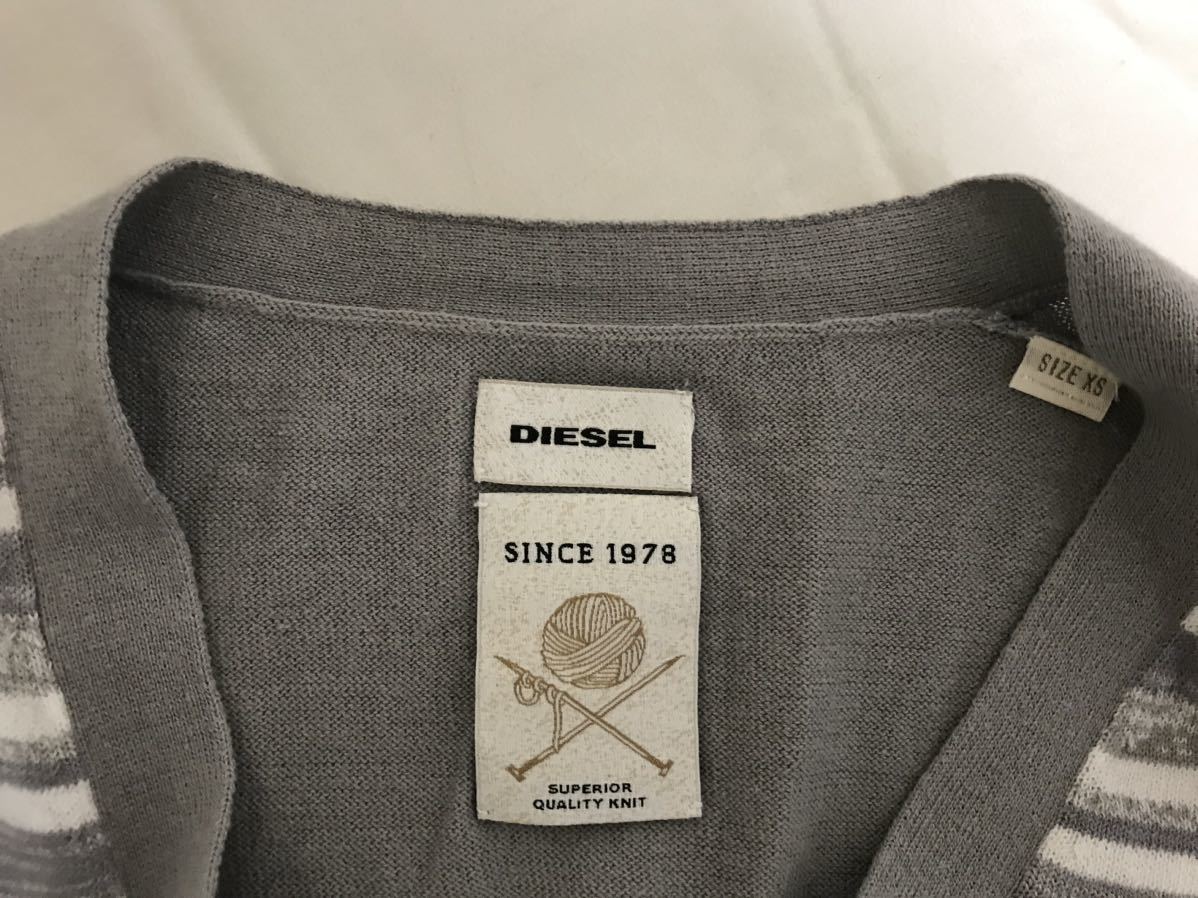 DIESEL
SIZE XS
SINCE 1978
SUPERIOR
QUALITY KNIT